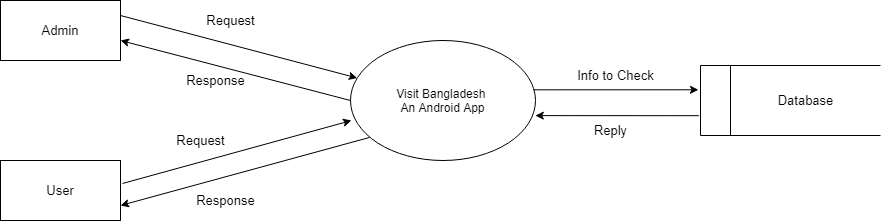 Admin
Request
Response
Visit Bangladesh
An Android App
Info to Check
Database
Reply
Request
User
Response